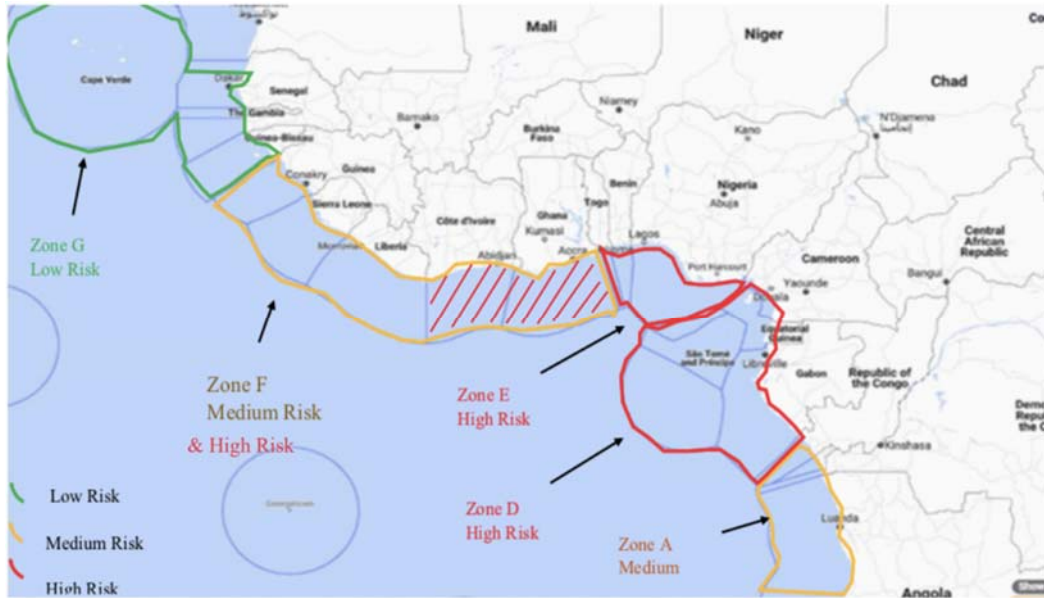 Mali
Niger
Chad
Cape Verde
Dakar
Senegal
The Gambia
Guinea-Bissau
Bamako
Niamey
Burkina
Faso
Kano
N'Djamena
إنجامينا
Guinea
Conakry
Sierra Leone
Liberia
Côte d'Ivoire
Abidjan
Ghana
Kumasi
Accra
Togo
Benin
Nigeria
Abuja
Lagos
Port Harcourt
Cameroon
Yaounde
Douala
Central
African
Republic
Bangui
Equatorial
Guinea
São Tomé
and Príncipe
Libreville
Gabon
Republic of
the Congo
Kinshasa
Luanda
Angola
Zone G
Low Risk
Zone F
Medium Risk
& High Risk
Zone E
High Risk
Zone D
High Risk
Zone A
Medium
Low Risk
Medium Risk
High Risk